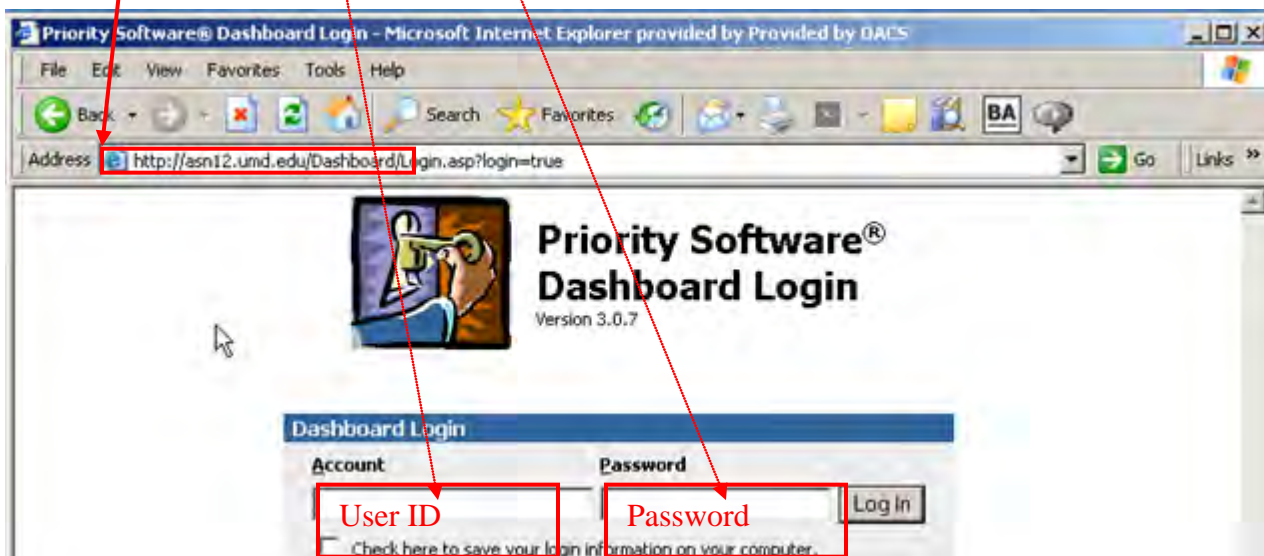 Priority Software® Dashboard Login - Microsoft Internet Explorer provided by Provided by OACS
File Edit View Favorites Tools Help
Back Search Favorites BA
Address http://asn12.umd.edu/Dashboard/Login.asp?login=true Go Links »
Priority Software®
Dashboard Login
Version 3.0.7
Dashboard Login
Account Password
User ID Password Log In
Check here to save your login information on your computer.